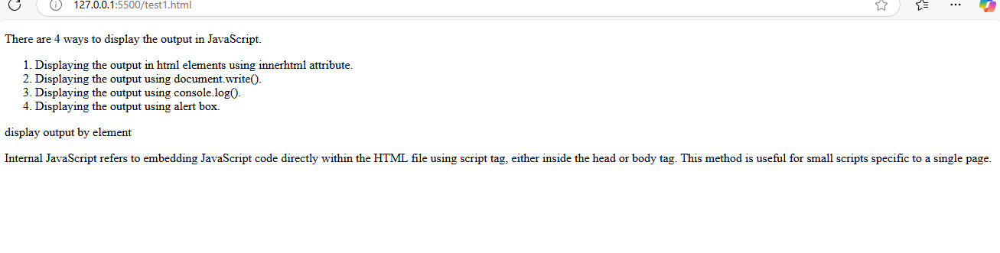 127.0.0.1:5500/test1.html
There are 4 ways to display the output in JavaScript.
1. Displaying the output in html elements using innerhtml attribute.
2. Displaying the output using document.write().
3. Displaying the output using console.log().
4. Displaying the output using alert box.
display output by element
Internal JavaScript refers to embedding JavaScript code directly within the HTML file using script tag, either inside the head or body tag. This method is useful for small scripts specific to a single page.